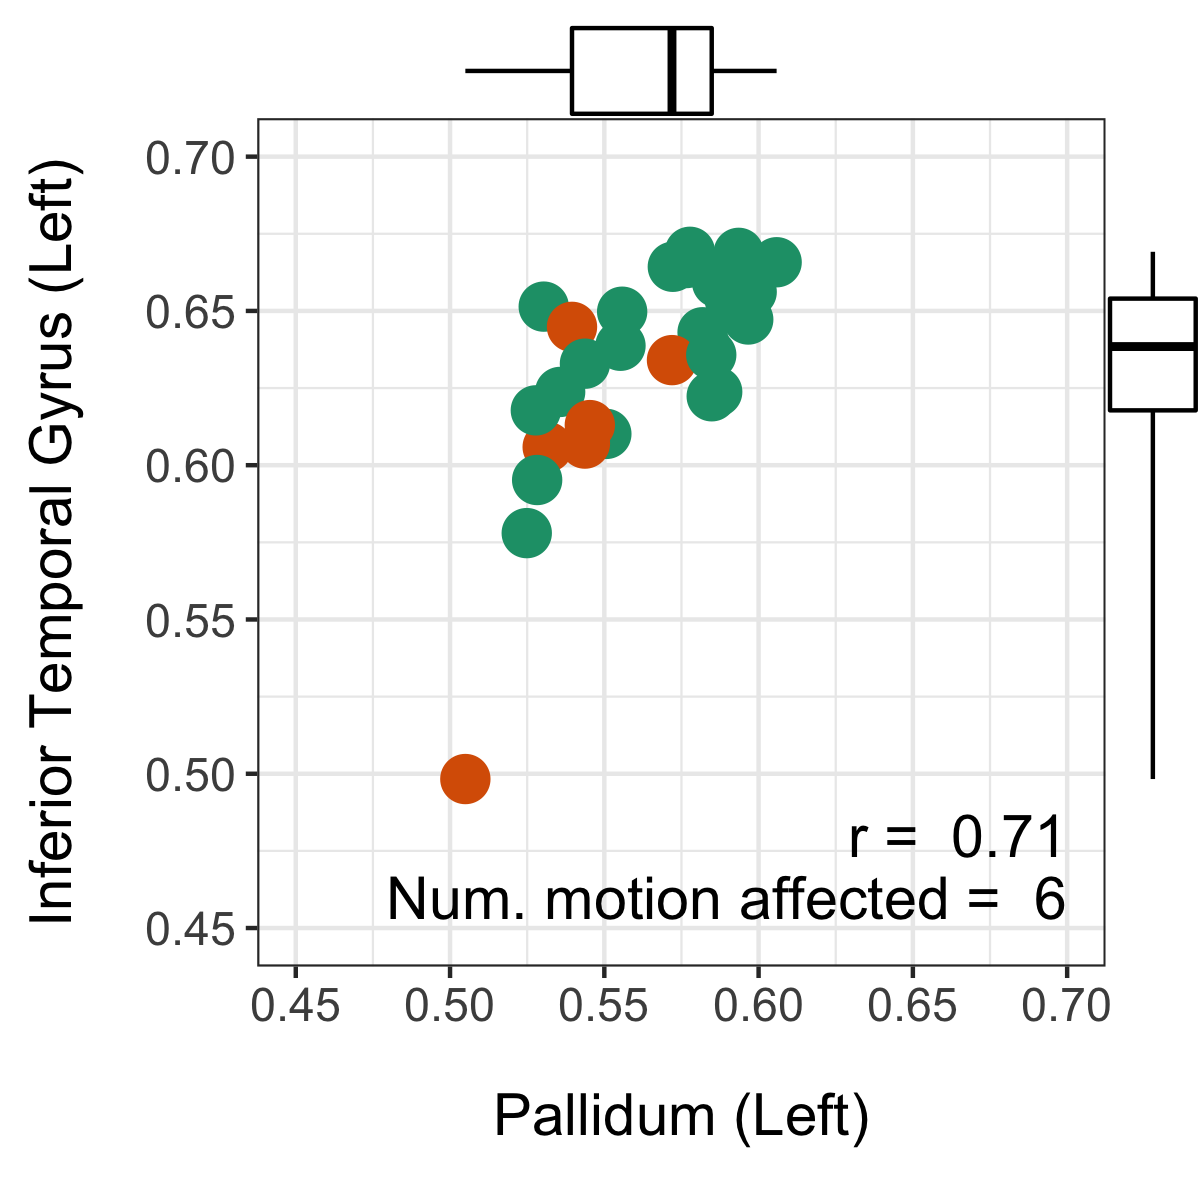 Inferior Temporal Gyrus (Left)
0.70
0.65
0.60
0.55
0.50
0.45
r =  0.71
Num. motion affected =  6
0.45 0.50 0.55 0.60 0.65 0.70
Pallidum (Left)